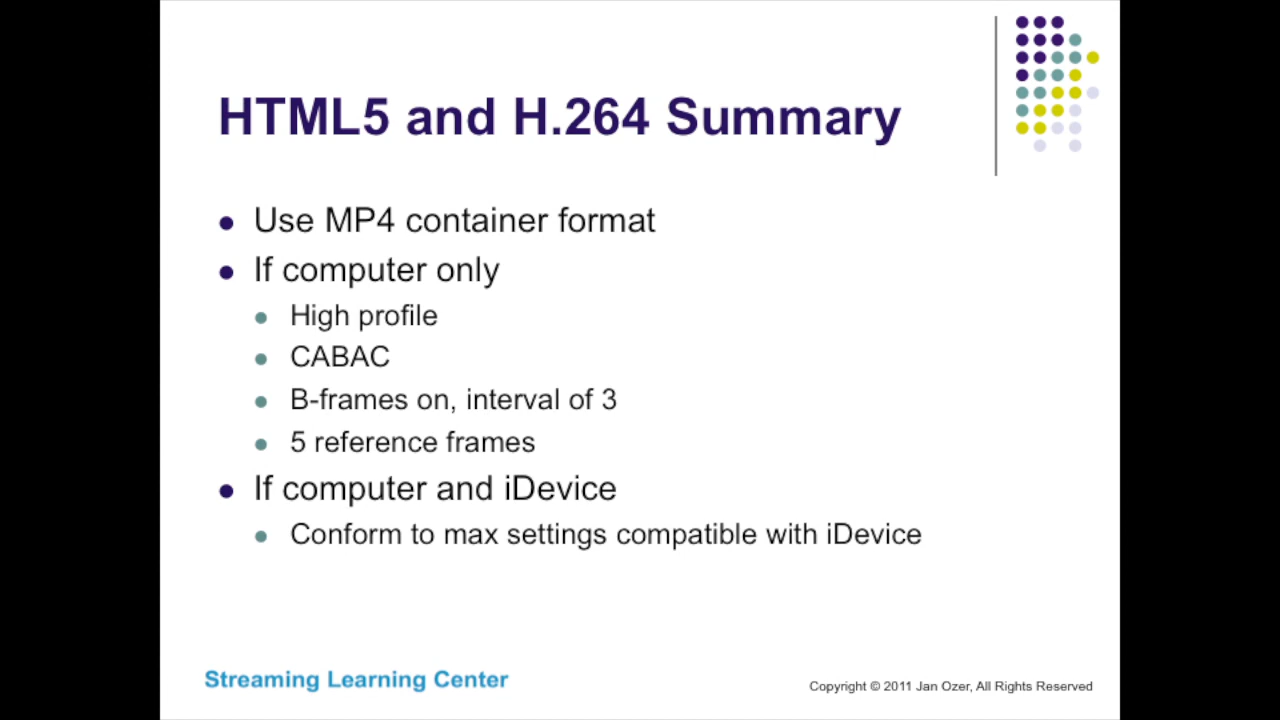 HTML5 and H.264 Summary
Use MP4 container format
If computer only
High profile
CABAC
B-frames on, interval of 3
5 reference frames
If computer and iDevice
Conform to max settings compatible with iDevice
Streaming Learning Center
Copyright © 2011 Jan Ozer, All Rights Reserved